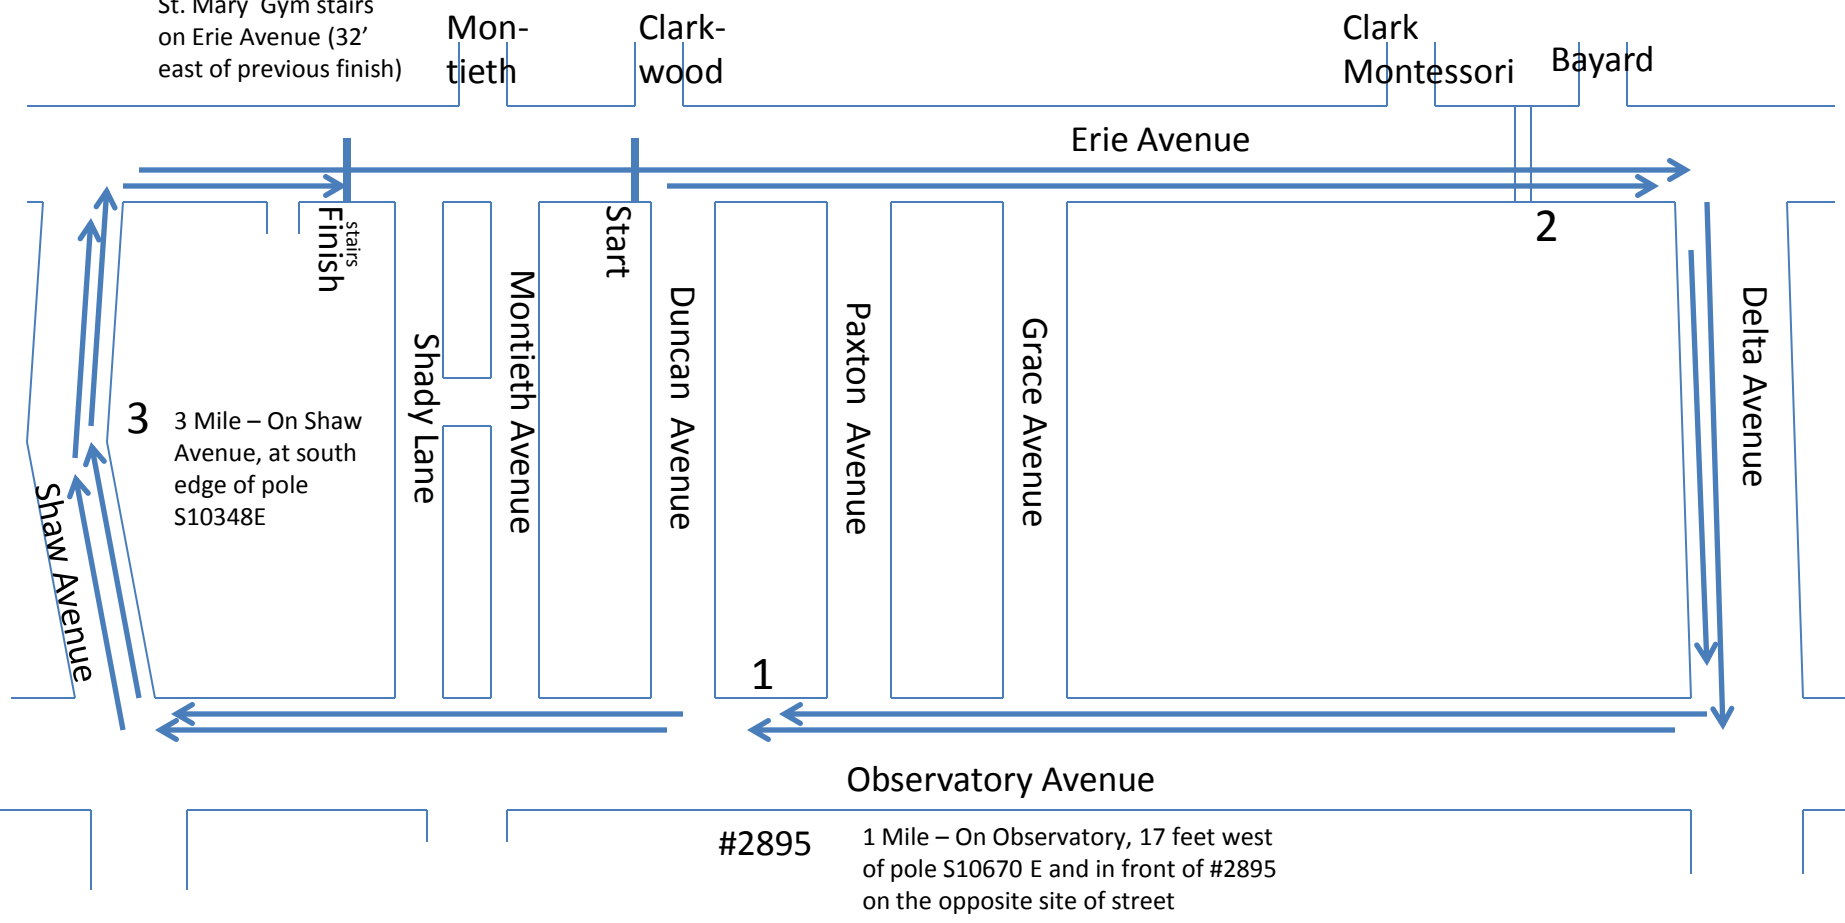 St. Mary Gym stairs
on Erie Avenue (32’
east of previous finish)
Mon-
tieth
Clark-
wood
Clark
Montessori
Bayard
Erie Avenue
stairs
Finish
Start
2
Shady Lane
Montieth Avenue
Duncan Avenue
Paxton Avenue
Grace Avenue
Delta Avenue
3
3 Mile – On Shaw
Avenue, at south
edge of pole
S10348E
Shaw Avenue
1
Observatory Avenue
#2895
1 Mile – On Observatory, 17 feet west
of pole S10670 E and in front of #2895
on the opposite site of street